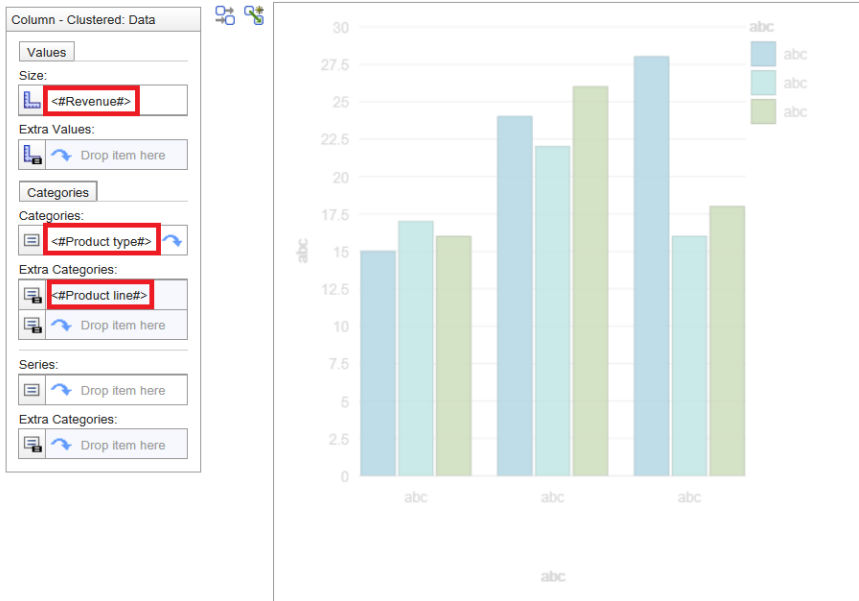 Column - Clustered: Data
Values
Size:
<#Revenue#>
Extra Values:
Drop item here
Categories
Categories:
<#Product type#>
Extra Categories:
<#Product line#>
Drop item here
Series:
Drop item here
Extra Categories:
Drop item here
30
27.5
25
22.5
20
17.5
15
12.5
10
7.5
5
2.5
0
abc
abc
abc
abc
abc
abc
abc
abc
abc